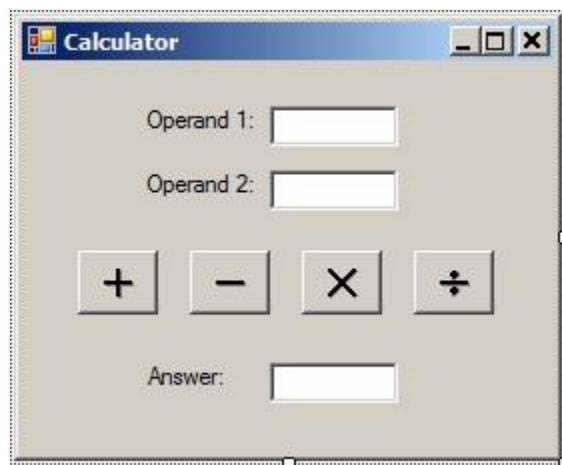 Calculator
Operand 1:
Operand 2:
+ − × ÷
Answer: